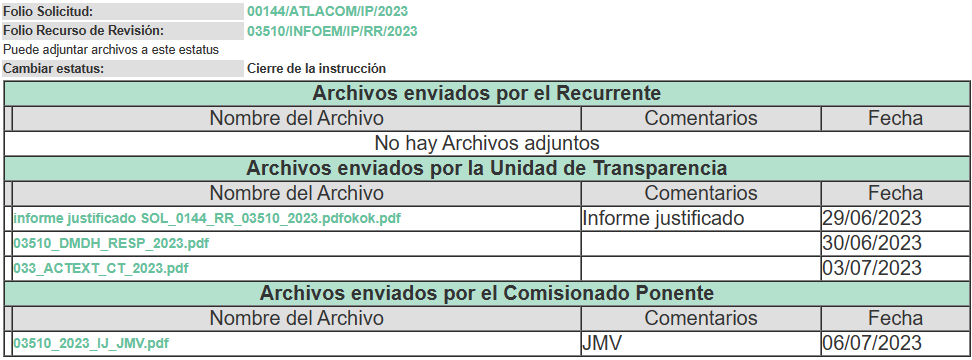 Folio Solicitud: 00144/ATLACOM/IP/2023
Folio Recurso de Revisión: 03510/INFOEM/IP/RR/2023
Puede adjuntar archivos a este estatus
Cambiar estatus: Cierre de la instrucción
Archivos enviados por el Recurrente
Nombre del Archivo Comentarios Fecha
No hay Archivos adjuntos
Archivos enviados por la Unidad de Transparencia
Nombre del Archivo Comentarios Fecha
informe justificado SOL_0144_RR_03510_2023.pdfokok.pdf Informe justificado 29/06/2023
03510_DMDH_RESP_2023.pdf 30/06/2023
033_ACTEXT_CT_2023.pdf 03/07/2023
Archivos enviados por el Comisionado Ponente
Nombre del Archivo Comentarios Fecha
03510_2023_IJ_JMV.pdf JMV 06/07/2023